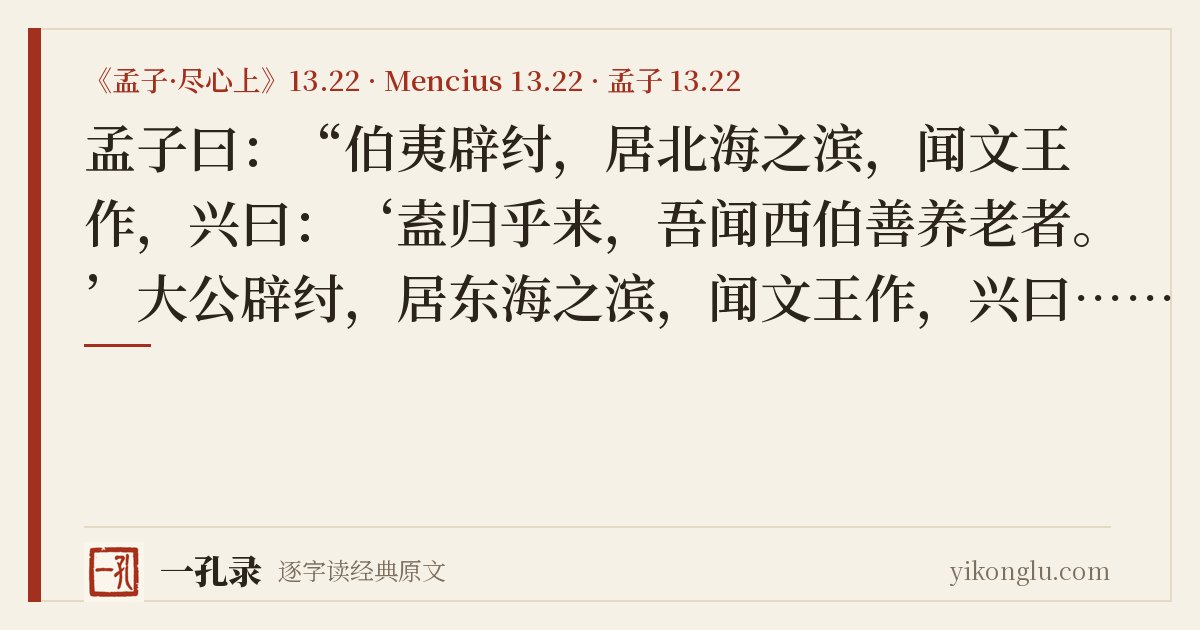 《孟子·尽心上》13.22 · Mencius 13.22 · 孟子 13.22
孟子曰：“伯夷辟纣，居北海之滨，闻文王
作，兴曰：‘盍归乎来，吾闻西伯善养老者。
’大公辟纣，居东海之滨，闻文王作，兴曰……
一孔
一孔录 逐字读经典原文 yikonglu.com